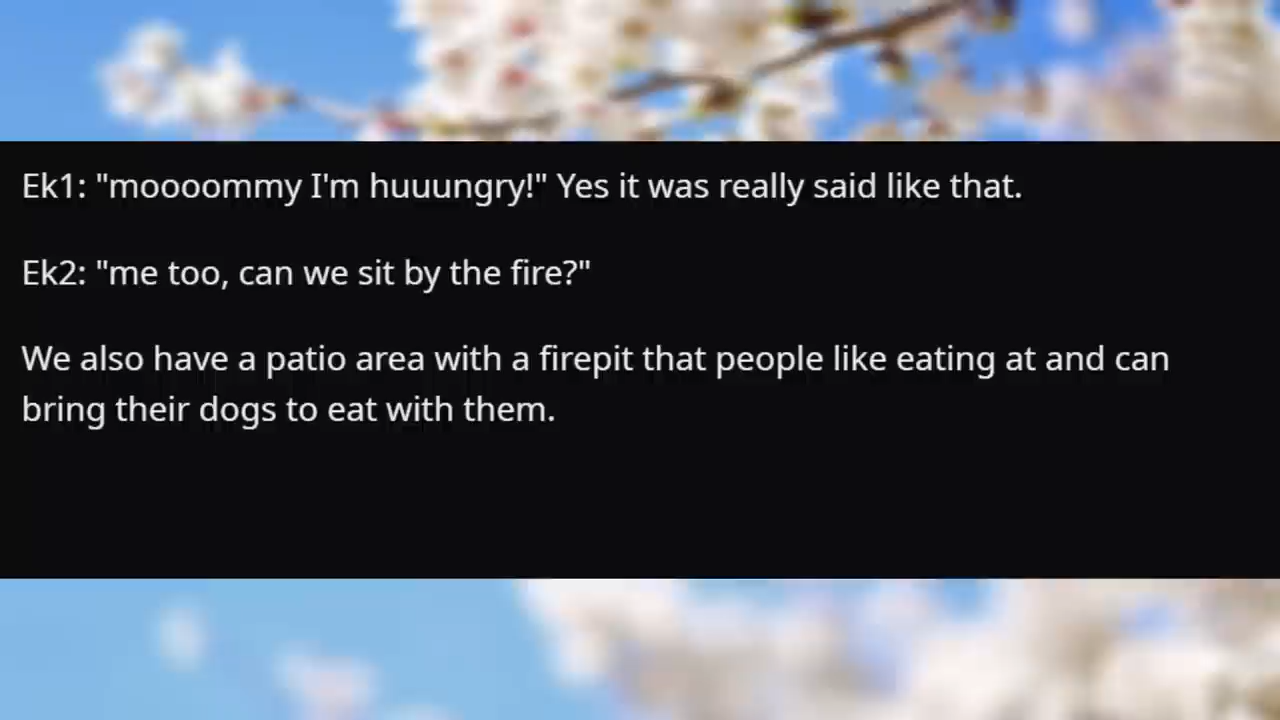 Ek1: "moooommy I'm huuungry!" Yes it was really said like that.
Ek2: "me too, can we sit by the fire?"
We also have a patio area with a firepit that people like eating at and can
bring their dogs to eat with them.